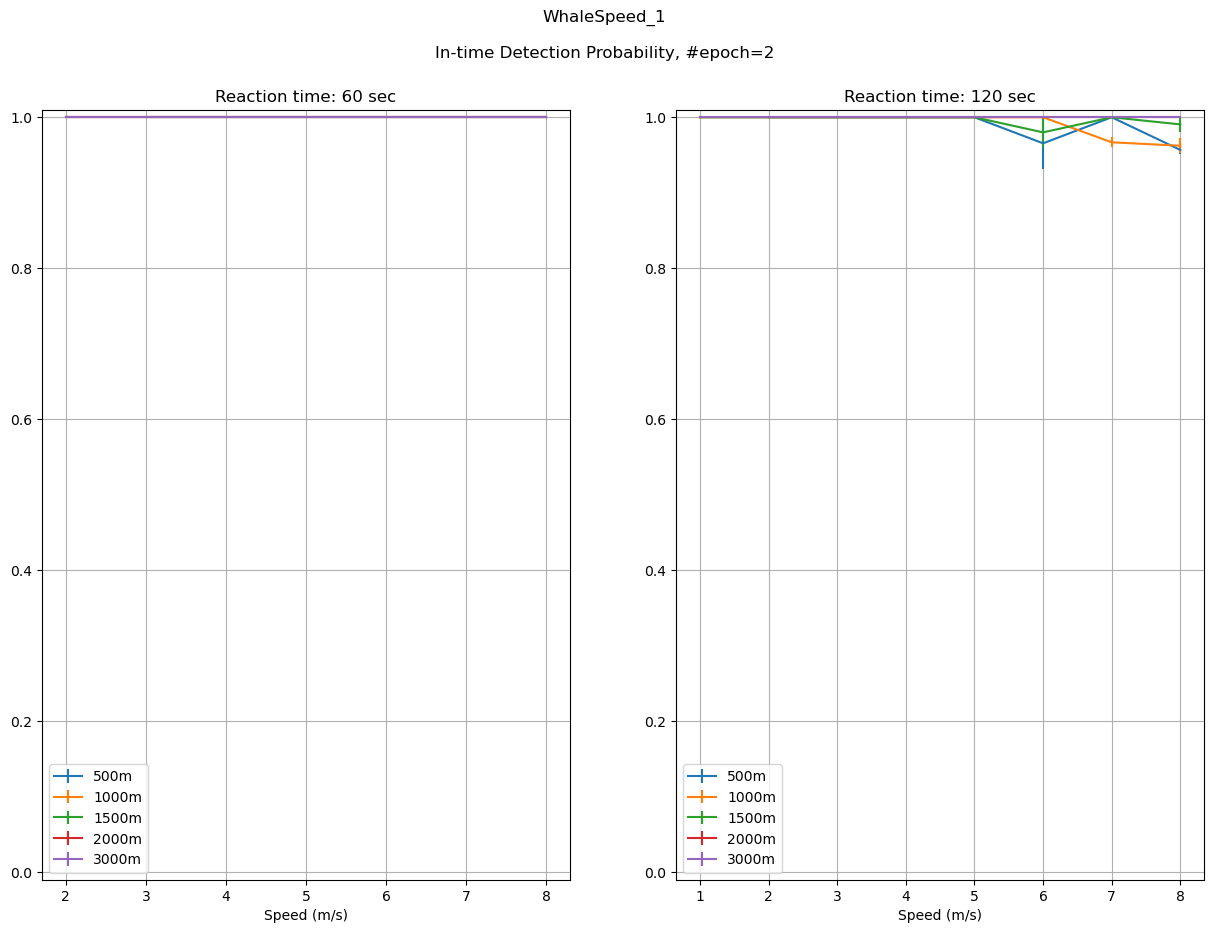 WhaleSpeed_1
In-time Detection Probability, #epoch=2
Reaction time: 60 sec
1.0
0.8
0.6
0.4
0.2
0.0
500m
1000m
1500m
2000m
3000m
2 3 4 5 6 7 8
Speed (m/s)
Reaction time: 120 sec
1.0
0.8
0.6
0.4
0.2
0.0
500m
1000m
1500m
2000m
3000m
1 2 3 4 5 6 7 8
Speed (m/s)